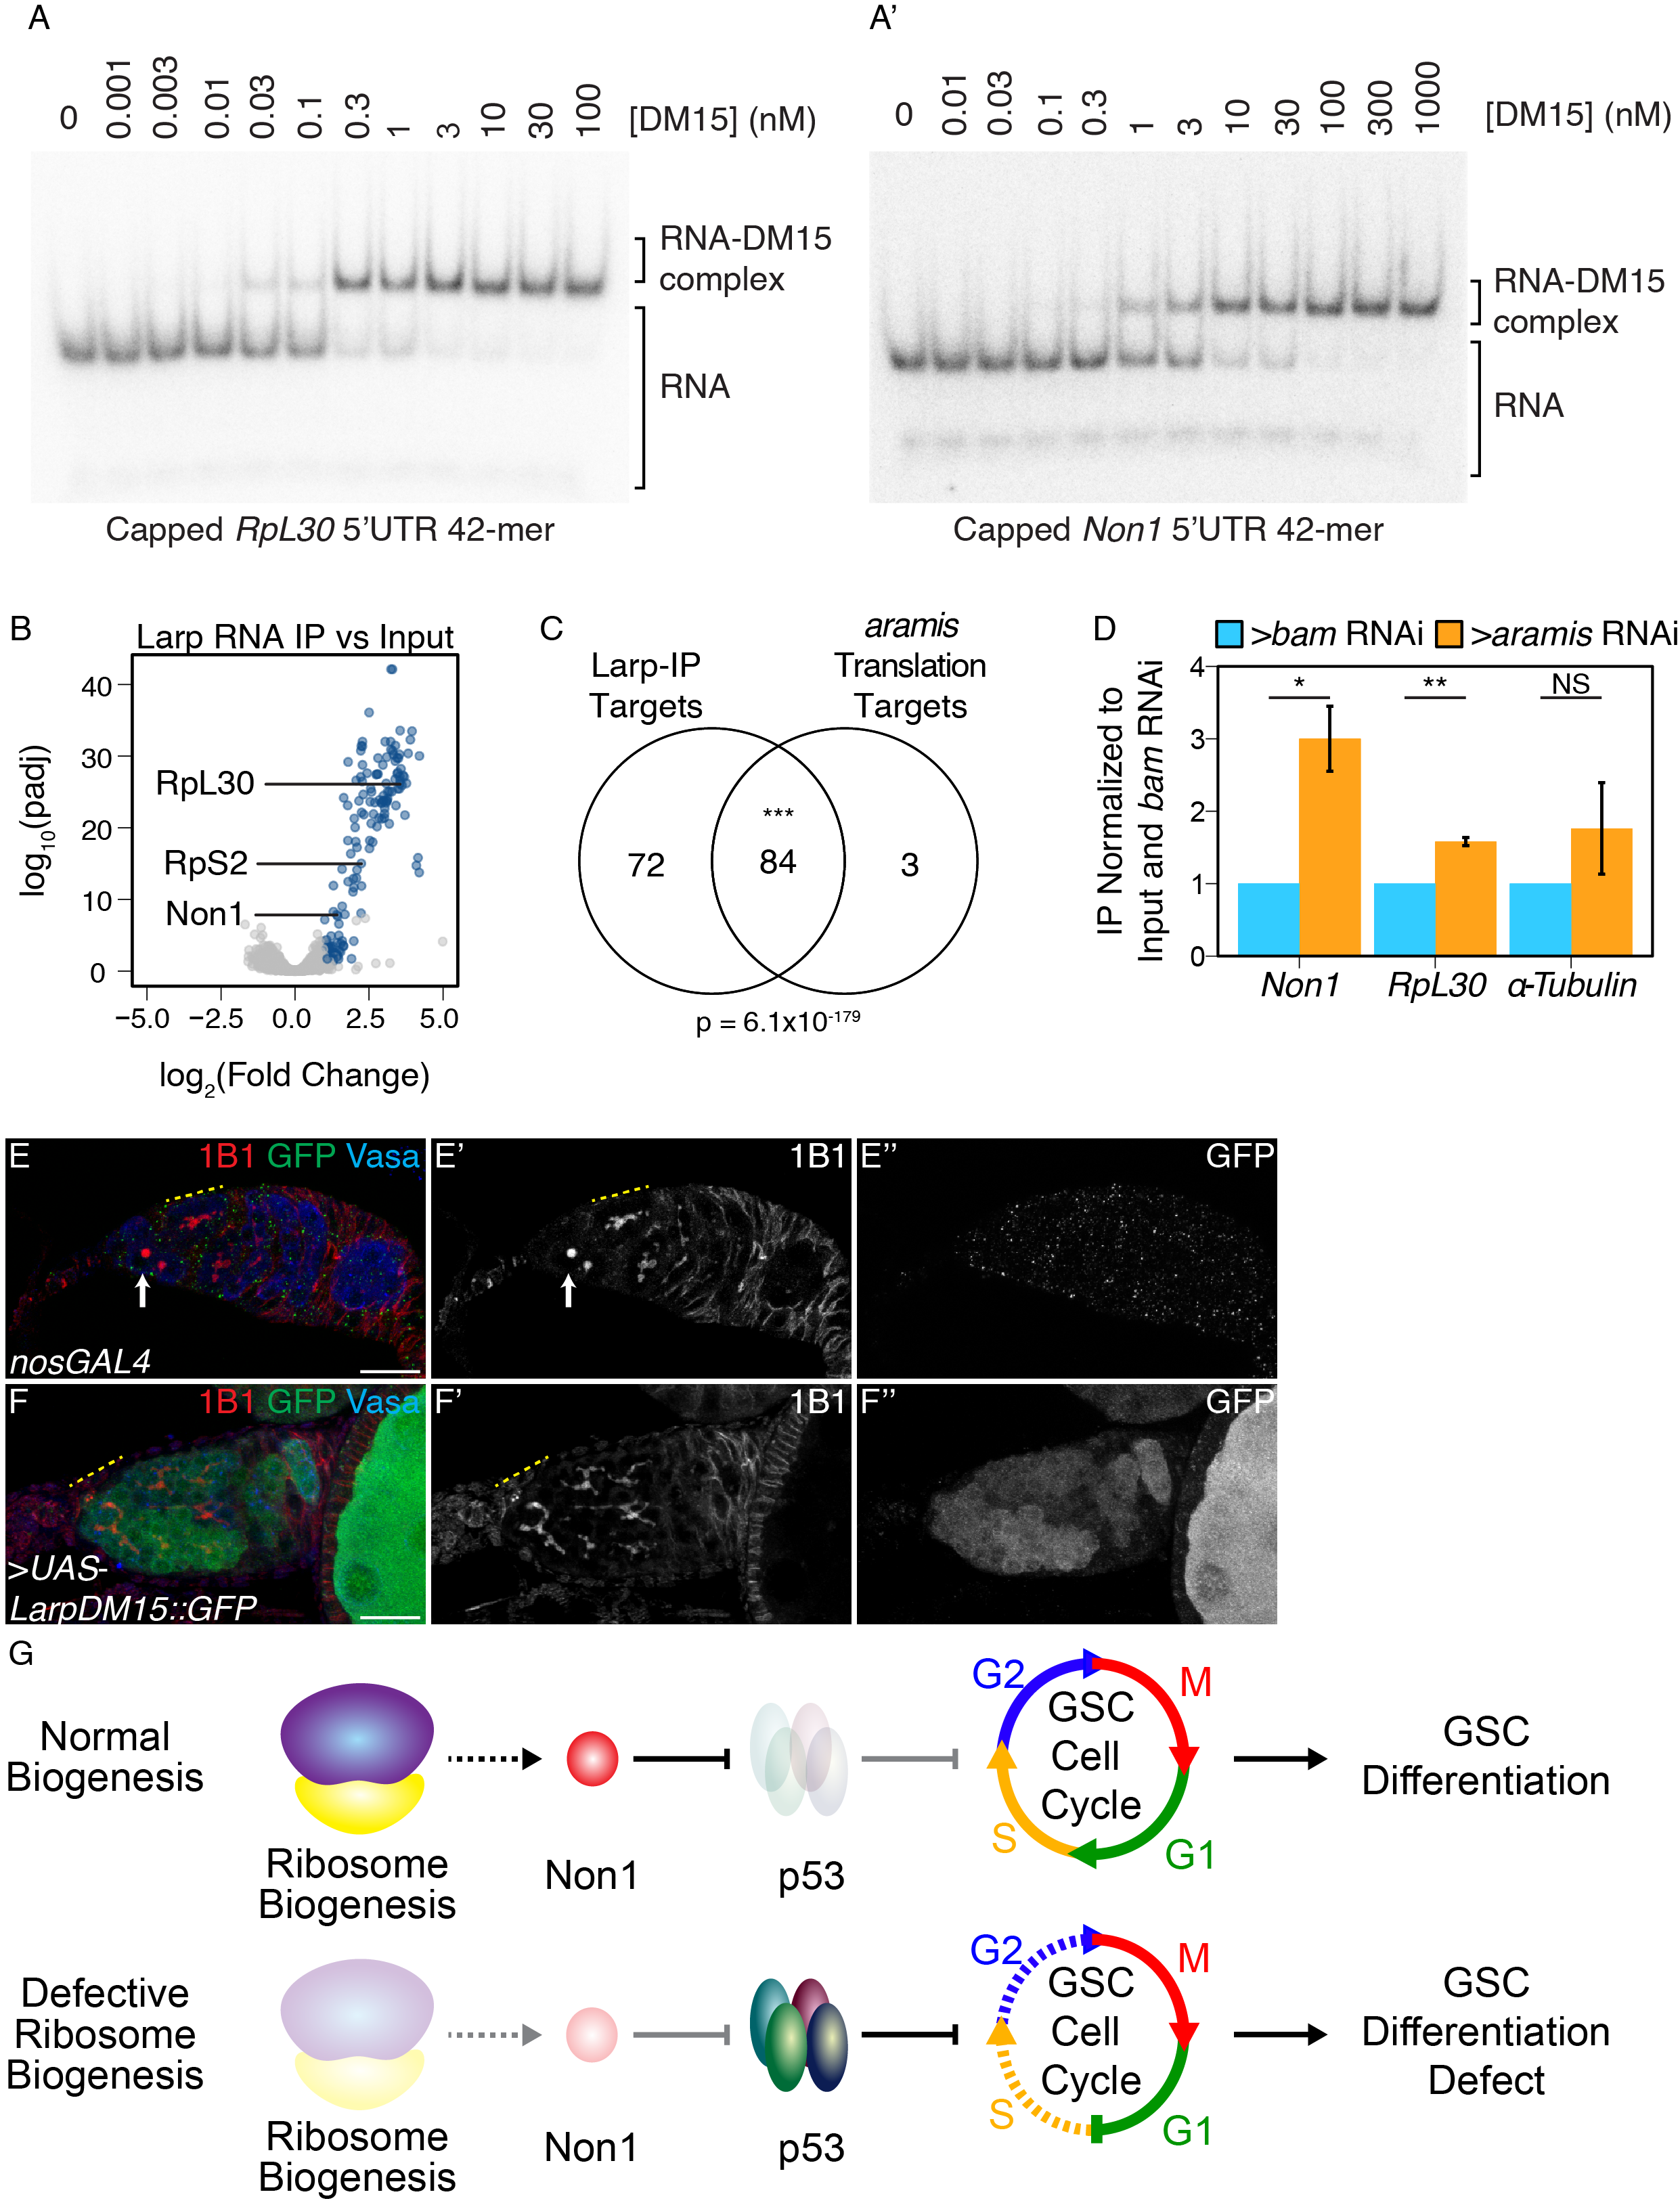 A
0 0.001 0.003 0.01 0.03 0.1 0.3 1 3 10 30 100 [DM15] (nM)
RNA-DM15
complex
RNA
Capped RpL30 5’UTR 42-mer
A’
0 0.01 0.03 0.1 0.3 1 3 10 30 100 300 1000 [DM15] (nM)
RNA-DM15
complex
RNA
Capped Non1 5’UTR 42-mer
B
Larp RNA IP vs Input
log10(padj)
40
30
20
10
0
RpL30
RpS2
Non1
−5.0 −2.5 0.0 2.5 5.0
log2(Fold Change)
C
Larp-IP
Targets
aramis
Translation
Targets
***
72 84 3
p = 6.1x10-179
D
>bam RNAi >aramis RNAi
IP Normalized to
Input and bam RNAi
4
3
2
1
0
* ** NS
Non1 RpL30 α-Tubulin
E 1B1 GFP Vasa
nosGAL4
E’ 1B1
E’’ GFP
F 1B1 GFP Vasa
>UAS-
LarpDM15::GFP
F’ 1B1
F’’ GFP
G
Normal
Biogenesis
Ribosome
Biogenesis
Non1
p53
G2 M S G1
GSC
Cell
Cycle
GSC
Differentiation
Defective
Ribosome
Biogenesis
Ribosome
Biogenesis
Non1
p53
G2 M S G1
GSC
Cell
Cycle
GSC
Differentiation
Defect